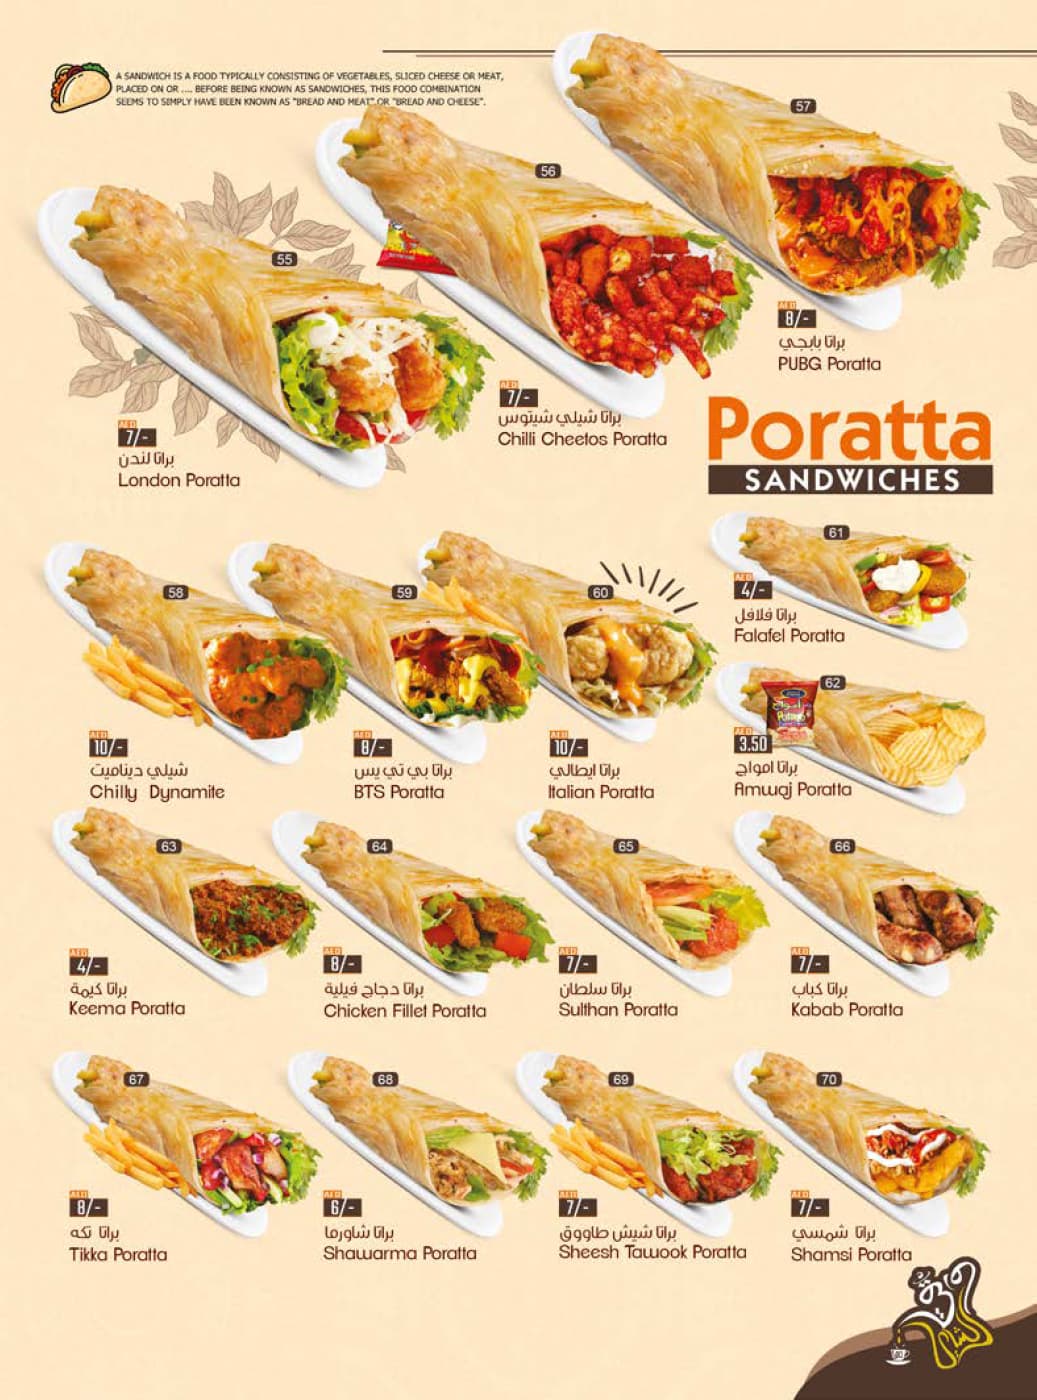 A SANDWICH IS A FOOD TYPICALLY CONSISTING OF VEGETABLES, SLICED CHEESE OR MEAT,
PLACED ON OR .... BEFORE BEING KNOWN AS SANDWICHES, THIS FOOD COMBINATION
SEEMS TO SIMPLY HAVE BEEN KNOWN AS "BREAD AND MEAT" OR "BREAD AND CHEESE".
57
AED
8/-
براتا بابجي
PUBG Poratta
56
AED
7/-
براتا شيلي شيتوس
Chilli Cheetos Poratta
55
AED
7/-
براتا لندن
London Poratta
Poratta
SANDWICHES
61
AED
4/-
براتا فلافل
Falafel Poratta
58
AED
10/-
شيلي ديناميت
Chilly Dynamite
59
AED
8/-
براتا بي تي يس
BTS Poratta
60
AED
10/-
براتا ايطالي
Italian Poratta
62
AED
3.50
براتا امواج
Amwaj Poratta
63
AED
4/-
براتا كيمة
Keema Poratta
64
AED
8/-
براتا دجاج فيلية
Chicken Fillet Poratta
65
AED
7/-
براتا سلطان
Sulthan Poratta
66
AED
7/-
براتا كباب
Kabab Poratta
67
AED
8/-
براتا تكه
Tikka Poratta
68
AED
6/-
براتا شاورما
Shawarma Poratta
69
AED
7/-
براتا شيش طاووق
Sheesh Tawook Poratta
70
AED
7/-
براتا شمسي
Shamsi Poratta